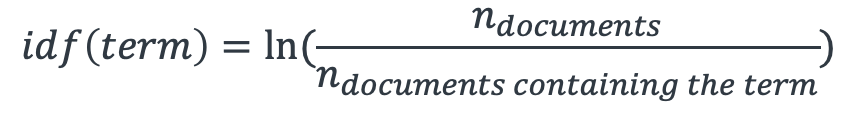 idf(term) = ln(n_documents / n_documents containing the term)